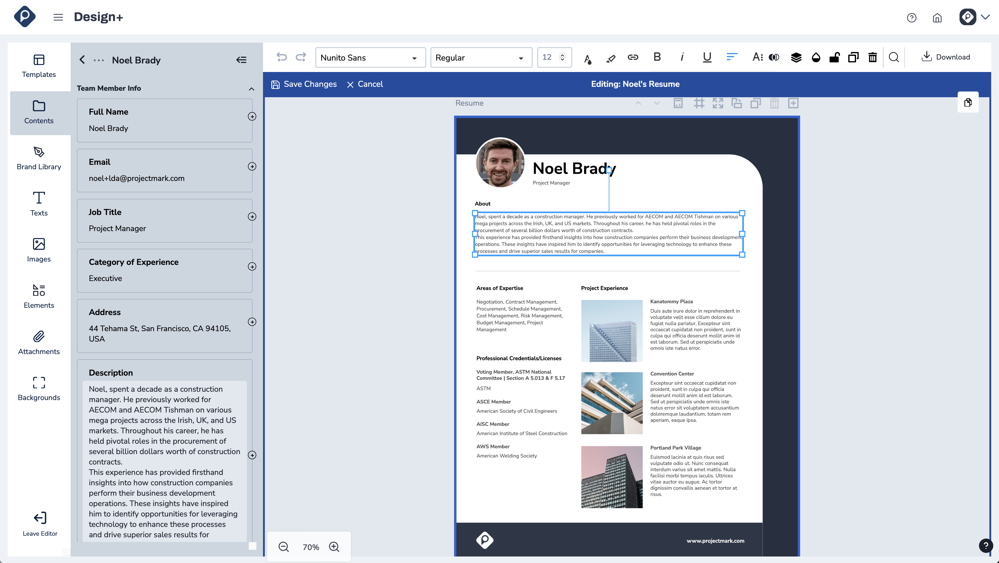 Design+
Templates
Contents
Brand Library
Texts
Images
Elements
Attachments
Backgrounds
Leave Editor
Noel Brady
Team Member Info
Full Name
Noel Brady
Email
noel+lda@projectmark.com
Job Title
Project Manager
Category of Experience
Executive
Address
44 Tehama St, San Francisco, CA 94105,
USA
Description
Noel, spent a decade as a construction
manager. He previously worked for
AECOM and AECOM Tishman on various
mega projects across the Irish, UK, and US
markets. Throughout his career, he has
held pivotal roles in the procurement of
several billion dollars worth of construction
contracts.
This experience has provided firsthand
insights into how construction companies
perform their business development
operations. These insights have inspired
him to identify opportunities for leveraging
technology to enhance these processes
and drive superior sales results for
Nunito Sans
Regular
12
Download
Save Changes
Cancel
Editing: Noel's Resume
Resume
Noel Brady
Project Manager
About
Noel, spent a decade as a construction manager. He previously worked for AECOM and AECOM Tishman on various
mega projects across the Irish, UK, and US markets. Throughout his career, he has held pivotal roles in the
procurement of several billion dollars worth of construction contracts.
This experience has provided firsthand insights into how construction companies perform their business development
operations. These insights have inspired him to identify opportunities for leveraging technology to enhance these
processes and drive superior sales results for companies.
Areas of Expertise
Negotiation, Contract Management,
Procurement, Schedule Management,
Cost Management, Risk Management,
Budget Management, Project
Management
Professional Credentials/Licenses
Voting Member, ASTM National
Committee | Section A 5.013 & F 5.17
ASTM
ASCE Member
American Society of Civil Engineers
AISC Member
American Institute of Steel Construction
AWS Member
American Welding Society
Project Experience
Kanatommy Plaza
Duis aute irure dolor in reprehenderit in
voluptate velit esse cillum dolore eu
fugiat nulla pariatur. Excepteur sint
occaecat cupidatat non proident, sunt in
culpa qui officia deserunt mollit anim id
est laborum. Sed ut perspiciatis unde
omnis iste natus error.
Convention Center
Excepteur sint occaecat cupidatat non
proident, sunt in culpa qui officia
deserunt mollit anim id est laborum.
Sed ut perspiciatis unde omnis iste
natus error sit voluptatem accusantium
doloremque laudantium, totam rem
aperiam, eaque ipsa.
Portland Park Village
Euismod lacinia at quis risus sed
vulputate odio ut. Nunc consequat
interdum varius sit amet mattis. Nulla
facilisi morbi tempus iaculis. Ultrices
vitae auctor eu augue. Ac tortor
dignissim convallis aenean et tortor at
risus.
www.projectmark.com
70%